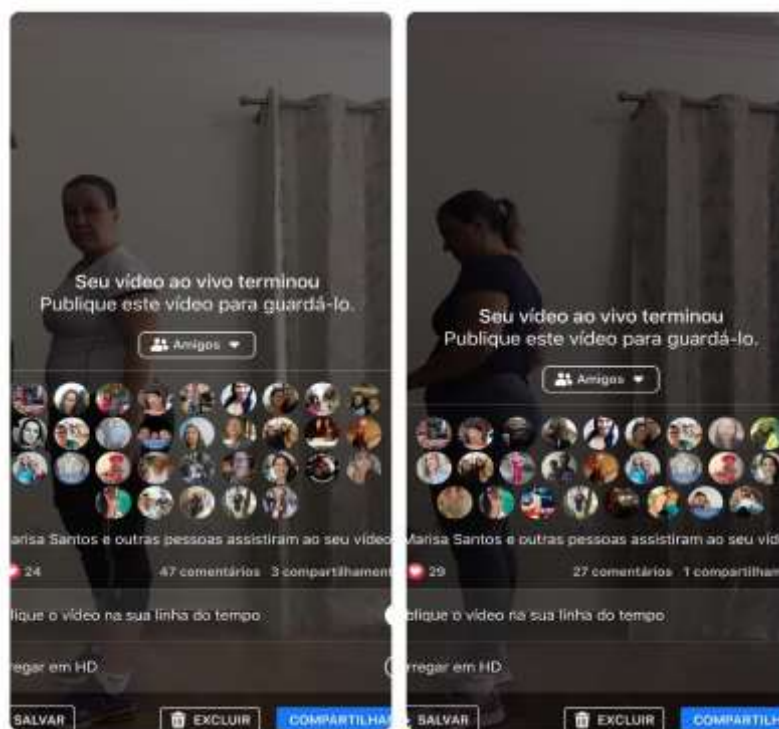 Seu vídeo ao vivo terminou
Publique este vídeo para guardá-lo.
Amigos
arisa Santos e outras pessoas assistiram ao seu vídeo
24 47 comentários 3 compartilhament
lique o vídeo na sua linha do tempo
regar em HD
SALVAR EXCLUIR COMPARTILHA
Seu vídeo ao vivo terminou
Publique este vídeo para guardá-lo.
Amigos
Marisa Santos e outras pessoas assistiram ao seu víd
29 27 comentários 1 compartilham
blique o vídeo na sua linha do tempo
rregar em HD
SALVAR EXCLUIR COMPARTILH